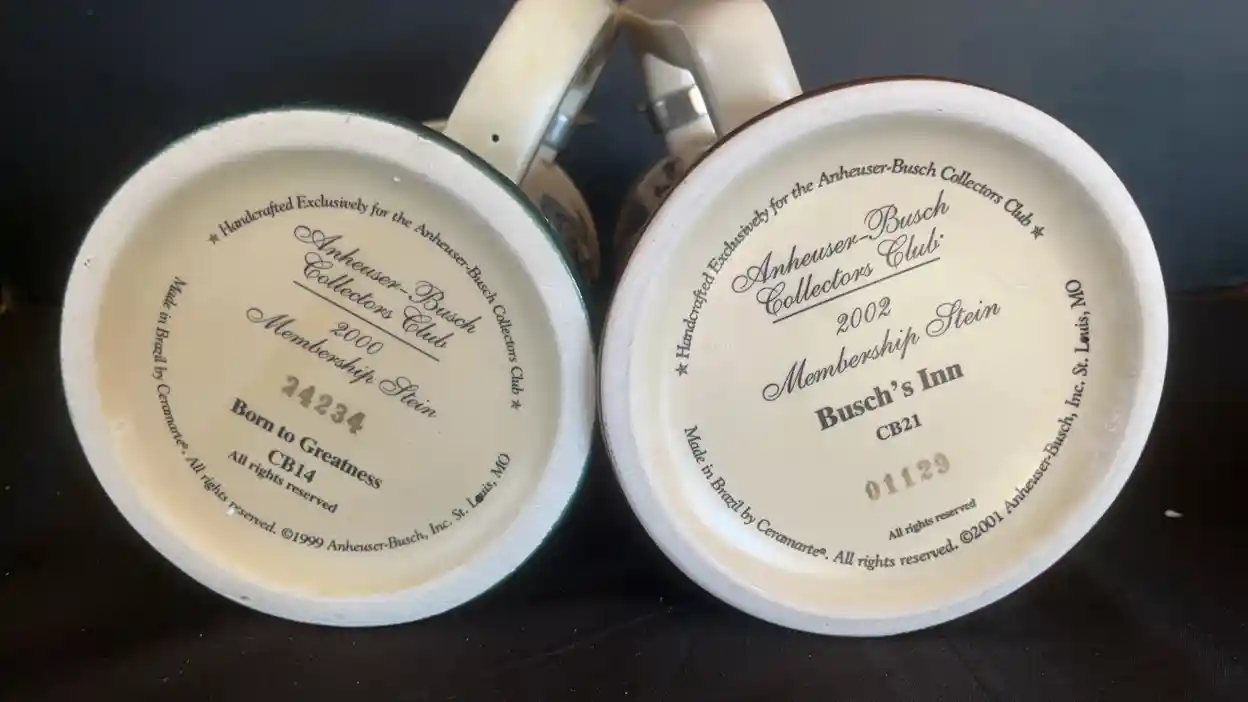 ★ Handcrafted Exclusively for the Anheuser-Busch Collectors Club ★
Anheuser-Busch
Collectors Club
2000
Membership Stein
24234
Born to Greatness
CB14
All rights reserved
Made in Brazil by Ceramarte®. All rights reserved. ©1999 Anheuser-Busch, Inc. St. Louis, MO
★ Handcrafted Exclusively for the Anheuser-Busch Collectors Club ★
Anheuser-Busch
Collectors Club
2002
Membership Stein
Busch's Inn
CB21
01129
All rights reserved
Made in Brazil by Ceramarte®. All rights reserved. ©2001 Anheuser-Busch, Inc. St. Louis, MO